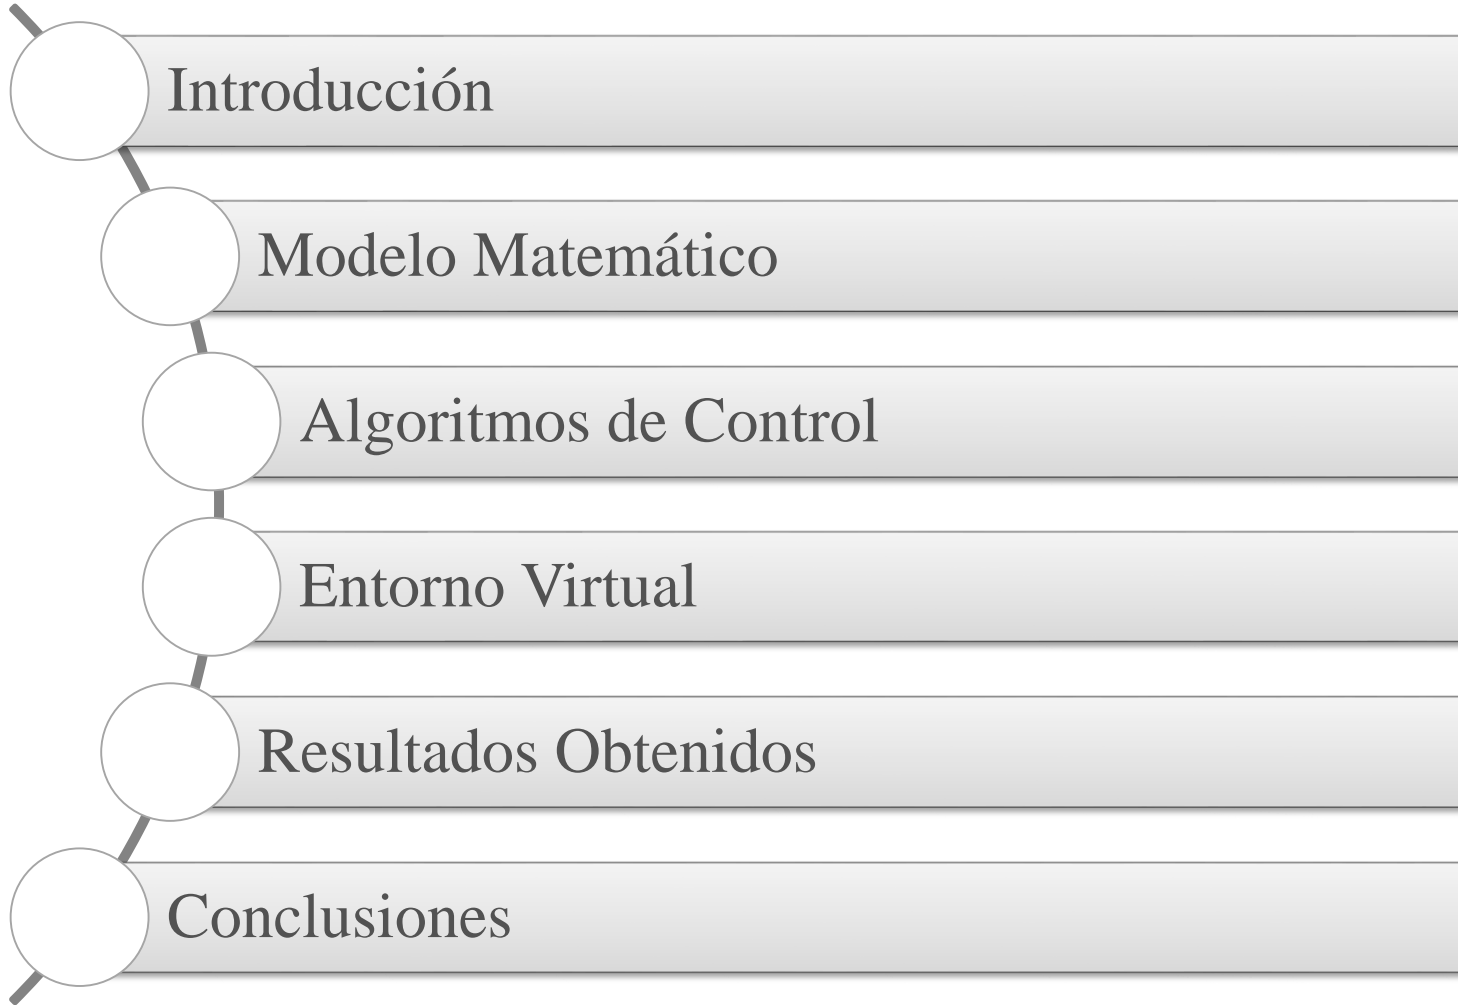 Introducción
Modelo Matemático
Algoritmos de Control
Entorno Virtual
Resultados Obtenidos
Conclusiones